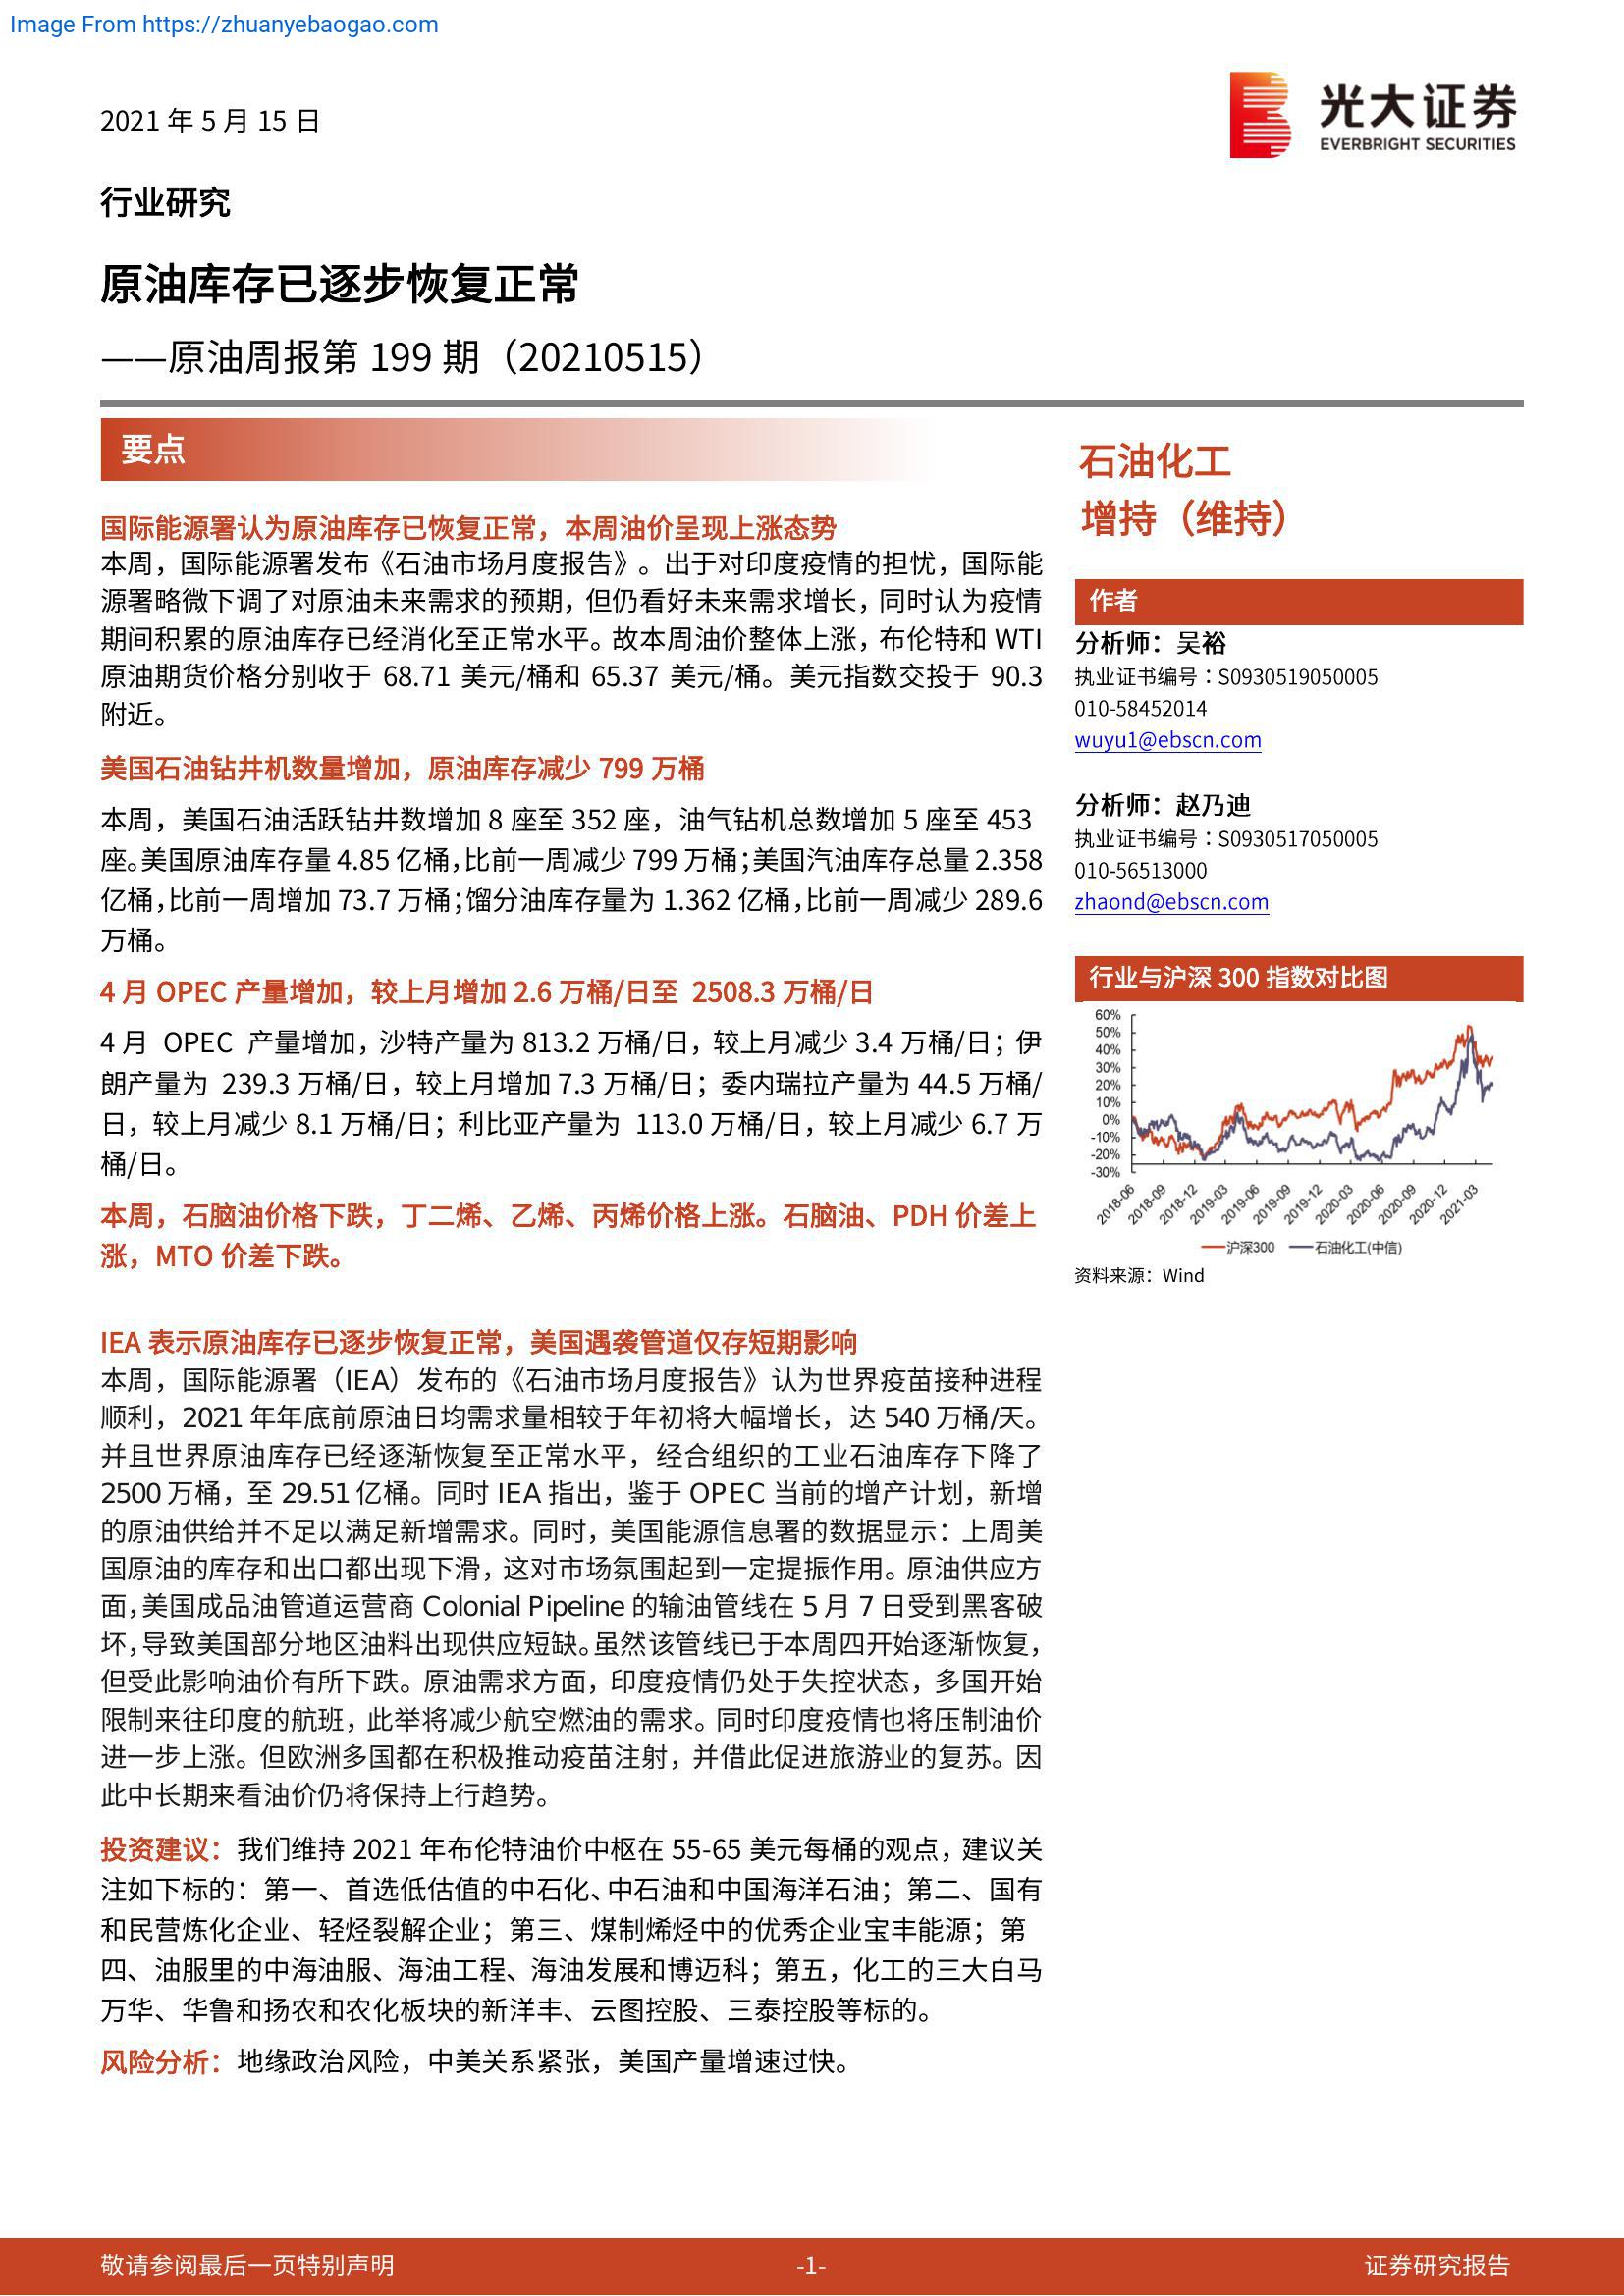 Image From https://zhuanyebaogao.com
2021 年 5 月 15 日
光大证券
EVERBRIGHT SECURITIES
行业研究
原油库存已逐步恢复正常
——原油周报第 199 期（20210515）
要点
国际能源署认为原油库存已恢复正常，本周油价呈现上涨态势
本周，国际能源署发布《石油市场月度报告》。出于对印度疫情的担忧，国际能
源署略微下调了对原油未来需求的预期，但仍看好未来需求增长，同时认为疫情
期间积累的原油库存已经消化至正常水平。故本周油价整体上涨，布伦特和 WTI
原油期货价格分别收于 68.71 美元/桶和 65.37 美元/桶。美元指数交投于 90.3
附近。
美国石油钻井机数量增加，原油库存减少 799 万桶
本周，美国石油活跃钻井数增加 8 座至 352 座，油气钻机总数增加 5 座至 453
座。美国原油库存量 4.85 亿桶，比前一周减少 799 万桶；美国汽油库存总量 2.358
亿桶，比前一周增加 73.7 万桶；馏分油库存量为 1.362 亿桶，比前一周减少 289.6
万桶。
4 月 OPEC 产量增加，较上月增加 2.6 万桶/日至 2508.3 万桶/日
4 月 OPEC 产量增加，沙特产量为 813.2 万桶/日，较上月减少 3.4 万桶/日；伊
朗产量为 239.3 万桶/日，较上月增加 7.3 万桶/日；委内瑞拉产量为 44.5 万桶/
日，较上月减少 8.1 万桶/日；利比亚产量为 113.0 万桶/日，较上月减少 6.7 万
桶/日。
本周，石脑油价格下跌，丁二烯、乙烯、丙烯价格上涨。石脑油、PDH 价差上
涨，MTO 价差下跌。
IEA 表示原油库存已逐步恢复正常，美国遇袭管道仅存短期影响
本周，国际能源署（IEA）发布的《石油市场月度报告》认为世界疫苗接种进程
顺利，2021 年年底前原油日均需求量相较于年初将大幅增长，达 540 万桶/天。
并且世界原油库存已经逐渐恢复至正常水平，经合组织的工业石油库存下降了
2500 万桶，至 29.51 亿桶。同时 IEA 指出，鉴于 OPEC 当前的增产计划，新增
的原油供给并不足以满足新增需求。同时，美国能源信息署的数据显示：上周美
国原油的库存和出口都出现下滑，这对市场氛围起到一定提振作用。原油供应方
面，美国成品油管道运营商 Colonial Pipeline 的输油管线在 5 月 7 日受到黑客破
坏，导致美国部分地区油料出现供应短缺。虽然该管线已于本周四开始逐渐恢复，
但受此影响油价有所下跌。原油需求方面，印度疫情仍处于失控状态，多国开始
限制来往印度的航班，此举将减少航空燃油的需求。同时印度疫情也将压制油价
进一步上涨。但欧洲多国都在积极推动疫苗注射，并借此促进旅游业的复苏。因
此中长期来看油价仍将保持上行趋势。
投资建议：我们维持 2021 年布伦特油价中枢在 55-65 美元每桶的观点，建议关
注如下标的：第一、首选低估值的中石化、中石油和中国海洋石油；第二、国有
和民营炼化企业、轻烃裂解企业；第三、煤制烯烃中的优秀企业宝丰能源；第
四、油服里的中海油服、海油工程、海油发展和博迈科；第五，化工的三大白马
万华、华鲁和扬农和农化板块的新洋丰、云图控股、三泰控股等标的。
风险分析：地缘政治风险，中美关系紧张，美国产量增速过快。
石油化工
增持（维持）
作者
分析师：吴裕
执业证书编号：S0930519050005
010-58452014
wuyu1@ebscn.com
分析师：赵乃迪
执业证书编号：S0930517050005
010-56513000
zhaond@ebscn.com
行业与沪深 300 指数对比图
60%
50%
40%
30%
20%
10%
0%
-10%
-20%
-30%
2018-06 2018-09 2018-12 2019-03 2019-06 2019-09 2019-12 2020-03 2020-06 2020-09 2020-12 2021-03
沪深300 石油化工(中信)
资料来源：Wind
敬请参阅最后一页特别声明 -1- 证券研究报告